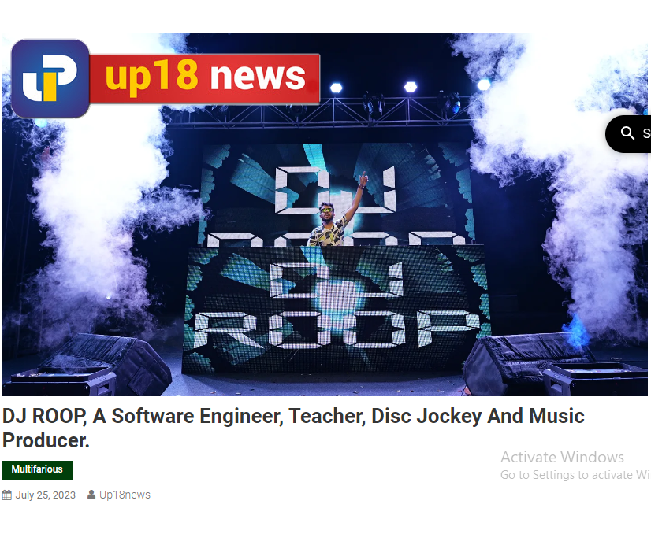 up18 news
S
DJ
ROOP
DJ
ROOP
DJ ROOP, A Software Engineer, Teacher, Disc Jockey And Music
Producer.
Multifarious
Activate Windows
Go to Settings to activate Wi
July 25, 2023 Up18news